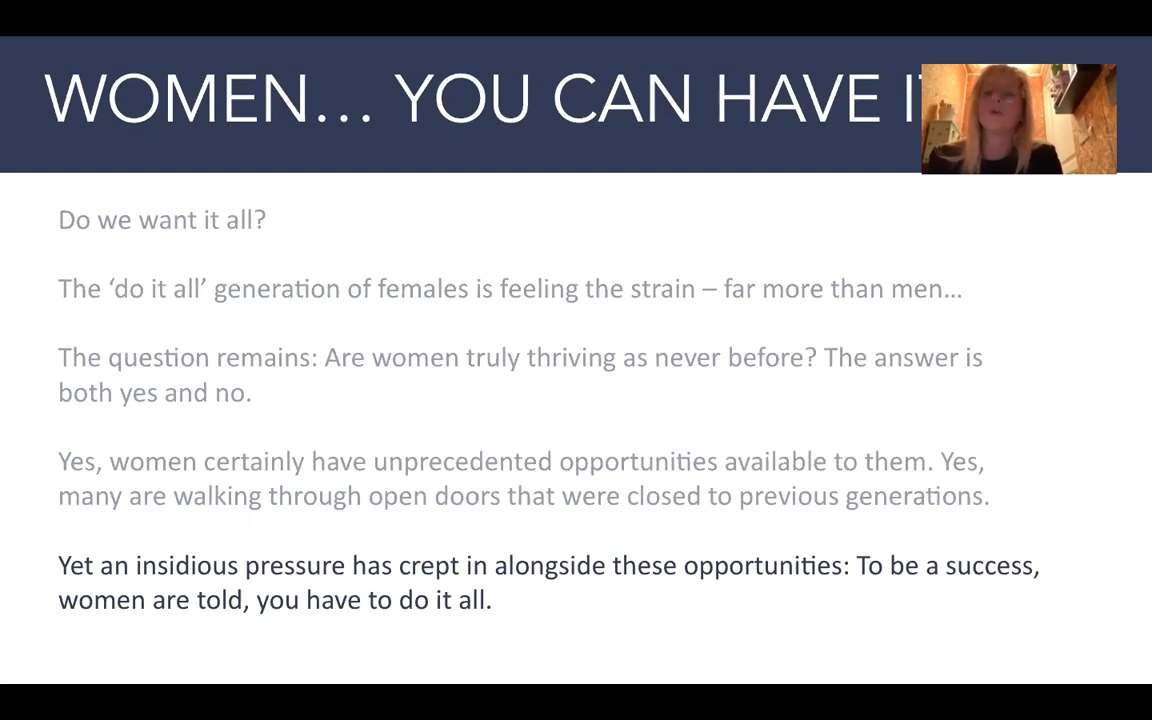 WOMEN… YOU CAN HAVE
Do we want it all?
The ‘do it all’ generation of females is feeling the strain – far more than men…
The question remains: Are women truly thriving as never before? The answer is
both yes and no.
Yes, women certainly have unprecedented opportunities available to them. Yes,
many are walking through open doors that were closed to previous generations.
Yet an insidious pressure has crept in alongside these opportunities: To be a success,
women are told, you have to do it all.